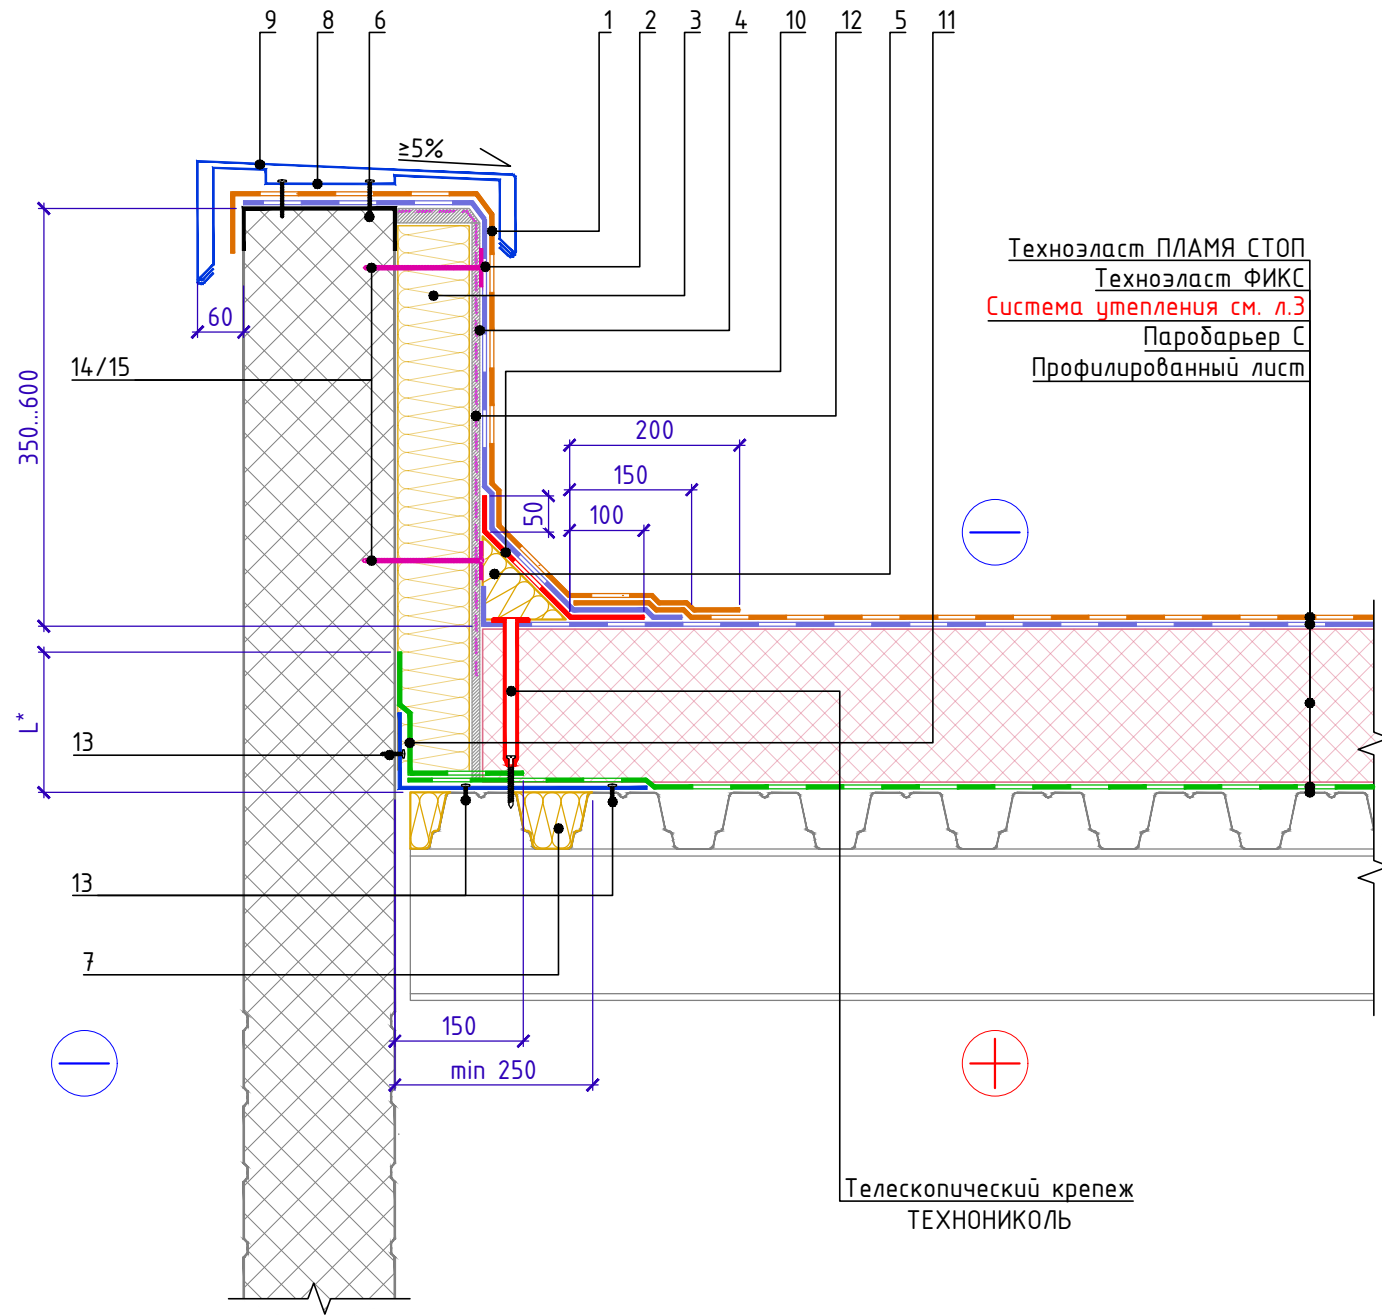 9
8
6
1
2
3
4
10
12
5
11
≥5%
Техноэласт ПЛАМЯ СТОП
Техноэласт ФИКС
Система утепления см. л.3
Паробарьер С
Профилированный лист
60
14/15
350...600
200
150
50
100
L*
13
13
7
150
min 250
Телескопический крепеж
ТЕХНОНИКОЛЬ